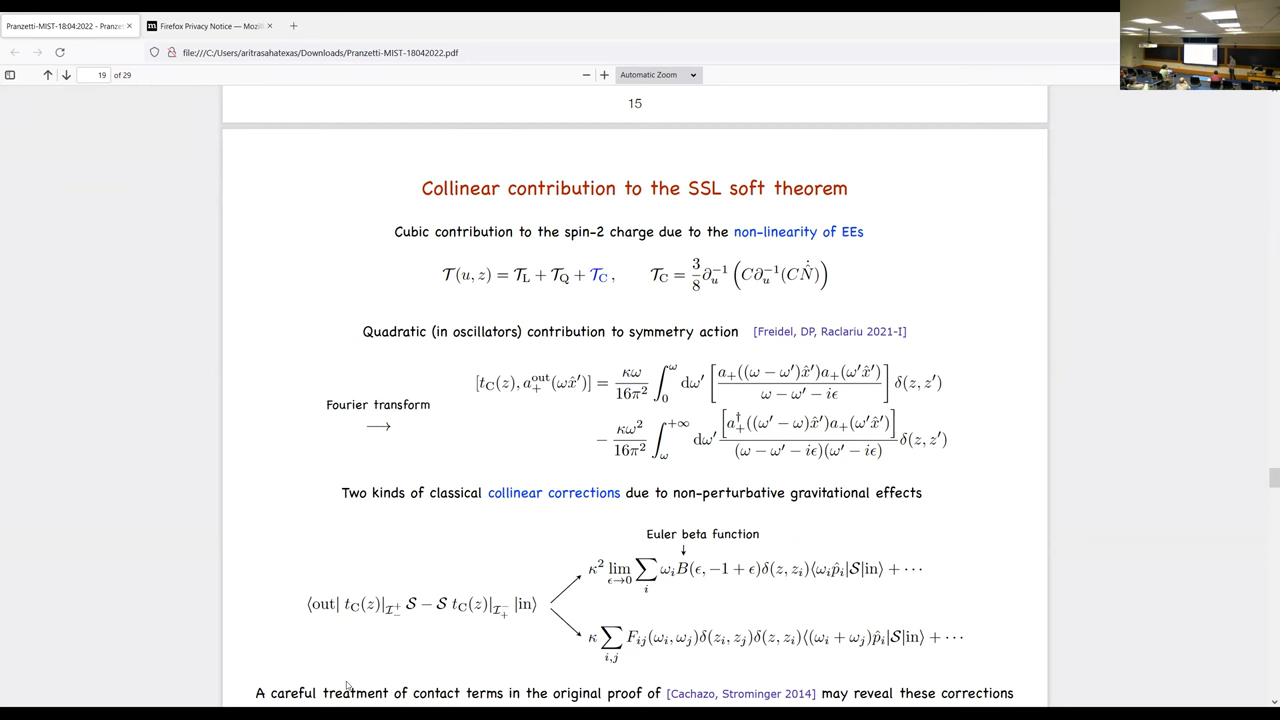 Pranzetti-MIST-18:04:2022 - Pranzet
Firefox Privacy Notice — Mozil
file:///C:/Users/aritrasahatexas/Downloads/Pranzetti-MIST-18042022.pdf
19 of 29
Automatic Zoom
15
Collinear contribution to the SSL soft theorem
Cubic contribution to the spin-2 charge due to the non-linearity of EEs
𝒯(u, z) = 𝒯_L + 𝒯_Q + 𝒯_C , 𝒯_C = 3/8 ∂_u^{-1} (C∂_u^{-1}(C\dot{\hat{N}}))
Quadratic (in oscillators) contribution to symmetry action [Freidel, DP, Raclariu 2021-I]
[t_C(z), a_+^{out}(ωx̂′)] = κω/16π² ∫_0^ω dω′ [a_+((ω − ω′)x̂′)a_+(ω′x̂′) / (ω − ω′ − iϵ)] δ(z, z′)
Fourier transform
→
− κω²/16π² ∫_ω^{+∞} dω′ [a_+^†((ω′ − ω)x̂′)a_+(ω′x̂′)] / ((ω − ω′ − iϵ)(ω′ − iϵ)) δ(z, z′)
Two kinds of classical collinear corrections due to non-perturbative gravitational effects
Euler beta function
↓
κ² lim_{ϵ→0} ∑_i ω_i B(ϵ, −1 + ϵ)δ(z, z_i)⟨ω_i p̂_i|𝒮|in⟩ + ···
⟨out| t_C(z)|_{ℐ^+_-} 𝒮 − 𝒮 t_C(z)|_{ℐ^-_+} |in⟩
κ ∑_{i,j} F_{ij}(ω_i, ω_j)δ(z_i, z_j)δ(z, z_i)⟨(ω_i + ω_j)p̂_i|𝒮|in⟩ + ···
A careful treatment of contact terms in the original proof of [Cachazo, Strominger 2014] may reveal these corrections